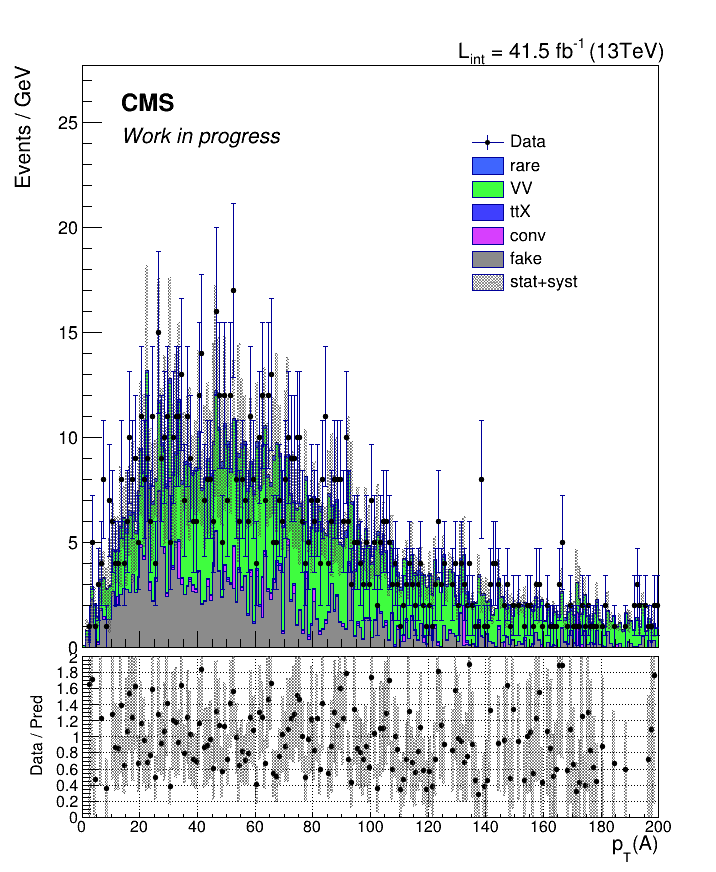 L_int = 41.5 fb^-1 (13TeV)
Events / GeV
CMS
Work in progress
Data
rare
VV
ttX
conv
fake
stat+syst
25
20
15
10
5
0
Data / Pred
2
1.8
1.6
1.4
1.2
1
0.8
0.6
0.4
0.2
0
0 20 40 60 80 100 120 140 160 180 200
p_T(A)